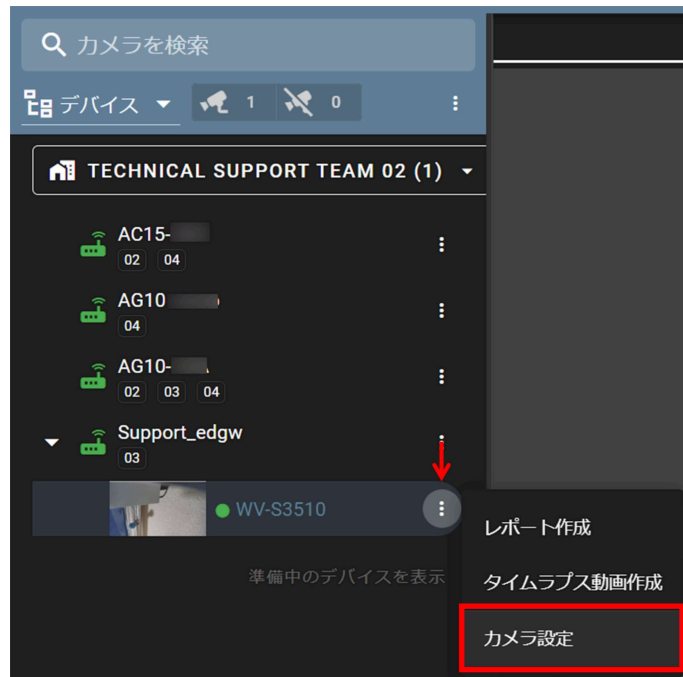 カメラを検索
デバイス 1 0
TECHNICAL SUPPORT TEAM 02 (1)
AC15-
02 04
AG10
04
AG10-
02 03 04
Support_edgw
03
WV-S3510
準備中のデバイスを表示
レポート作成
タイムラプス動画作成
カメラ設定